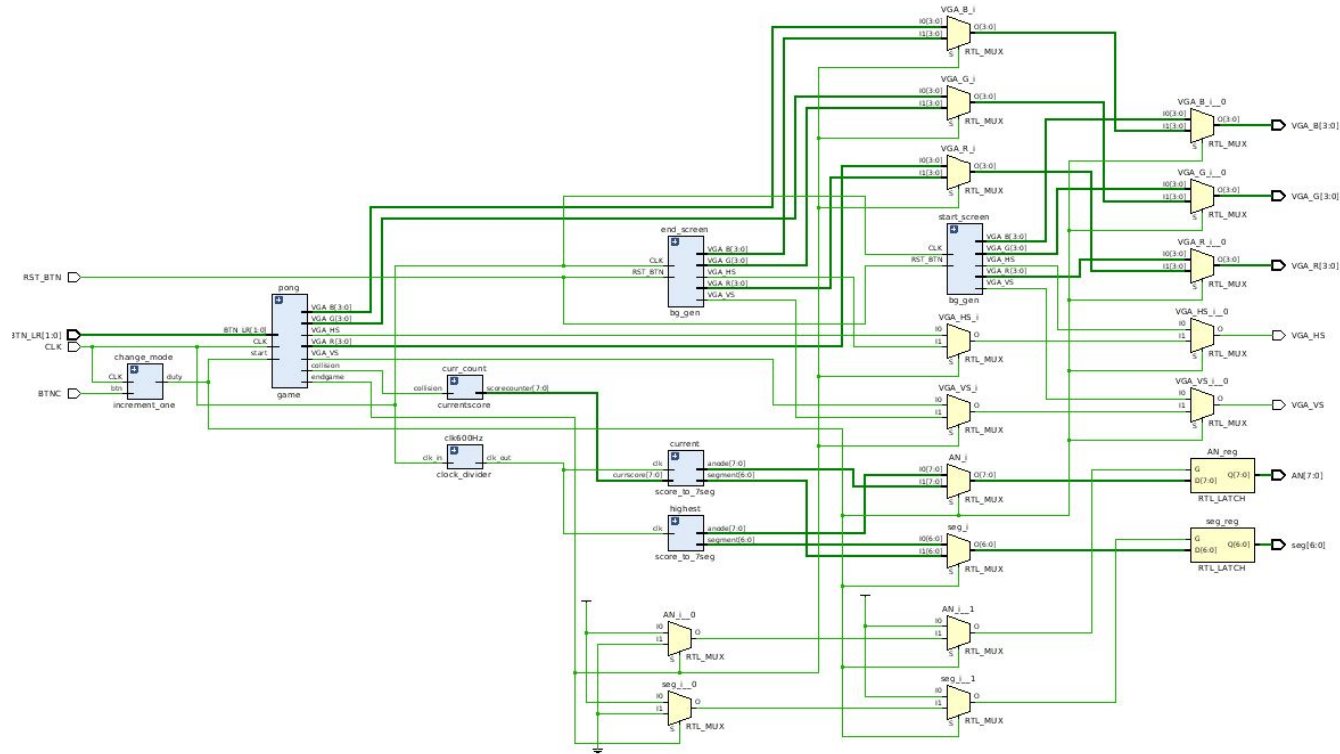 VGA_B_i
I0[3:0]
I1[3:0]
O[3:0]
S
RTL_MUX
VGA_G_i
I0[3:0]
I1[3:0]
O[3:0]
S
RTL_MUX
VGA_B_i__0
I0[3:0]
I1[3:0]
O[3:0]
S
RTL_MUX
VGA_B[3:0]
VGA_R_i
I0[3:0]
I1[3:0]
O[3:0]
S
RTL_MUX
VGA_G_i__0
I0[3:0]
I1[3:0]
O[3:0]
S
RTL_MUX
VGA_G[3:0]
start_screen
CLK
RST_BTN
VGA_B[3:0]
VGA_G[3:0]
VGA_HS
VGA_R[3:0]
VGA_VS
bg_gen
end_screen
CLK
RST_BTN
VGA_B[3:0]
VGA_G[3:0]
VGA_HS
VGA_R[3:0]
VGA_VS
bg_gen
VGA_R_i__0
I0[3:0]
I1[3:0]
O[3:0]
S
RTL_MUX
VGA_R[3:0]
RST_BTN
BTN_LR[1:0]
CLK
BTNC
pong
BTN_LR[1:0]
CLK
start
VGA_B[3:0]
VGA_G[3:0]
VGA_HS
VGA_R[3:0]
VGA_VS
collision
endgame
game
change_mode
CLK
btn
duty
increment_one
VGA_HS_i
I0
I1
O
S
RTL_MUX
VGA_HS_i__0
I0
I1
O
S
RTL_MUX
VGA_HS
curr_count
collision
scorecounter[7:0]
currentscore
VGA_VS_i
I0
I1
O
S
RTL_MUX
VGA_VS_i__0
I0
I1
O
S
RTL_MUX
VGA_VS
clk600Hz
clk_in
clk_out
clock_divider
current
clk
currscore[7:0]
anode[7:0]
segment[6:0]
score_to_7seg
AN_i
I0[7:0]
I1[7:0]
O[7:0]
S
RTL_MUX
AN_reg
G
D[7:0]
Q[7:0]
RTL_LATCH
AN[7:0]
highest
clk
anode[7:0]
segment[6:0]
score_to_7seg
seg_i
I0[6:0]
I1[6:0]
O[6:0]
S
RTL_MUX
seg_reg
G
D[6:0]
Q[6:0]
RTL_LATCH
seg[6:0]
AN_i__0
I0
I1
O
S
RTL_MUX
AN_i__1
I0
I1
O
S
RTL_MUX
seg_i__0
I0
I1
O
S
RTL_MUX
seg_i__1
I0
I1
O
S
RTL_MUX